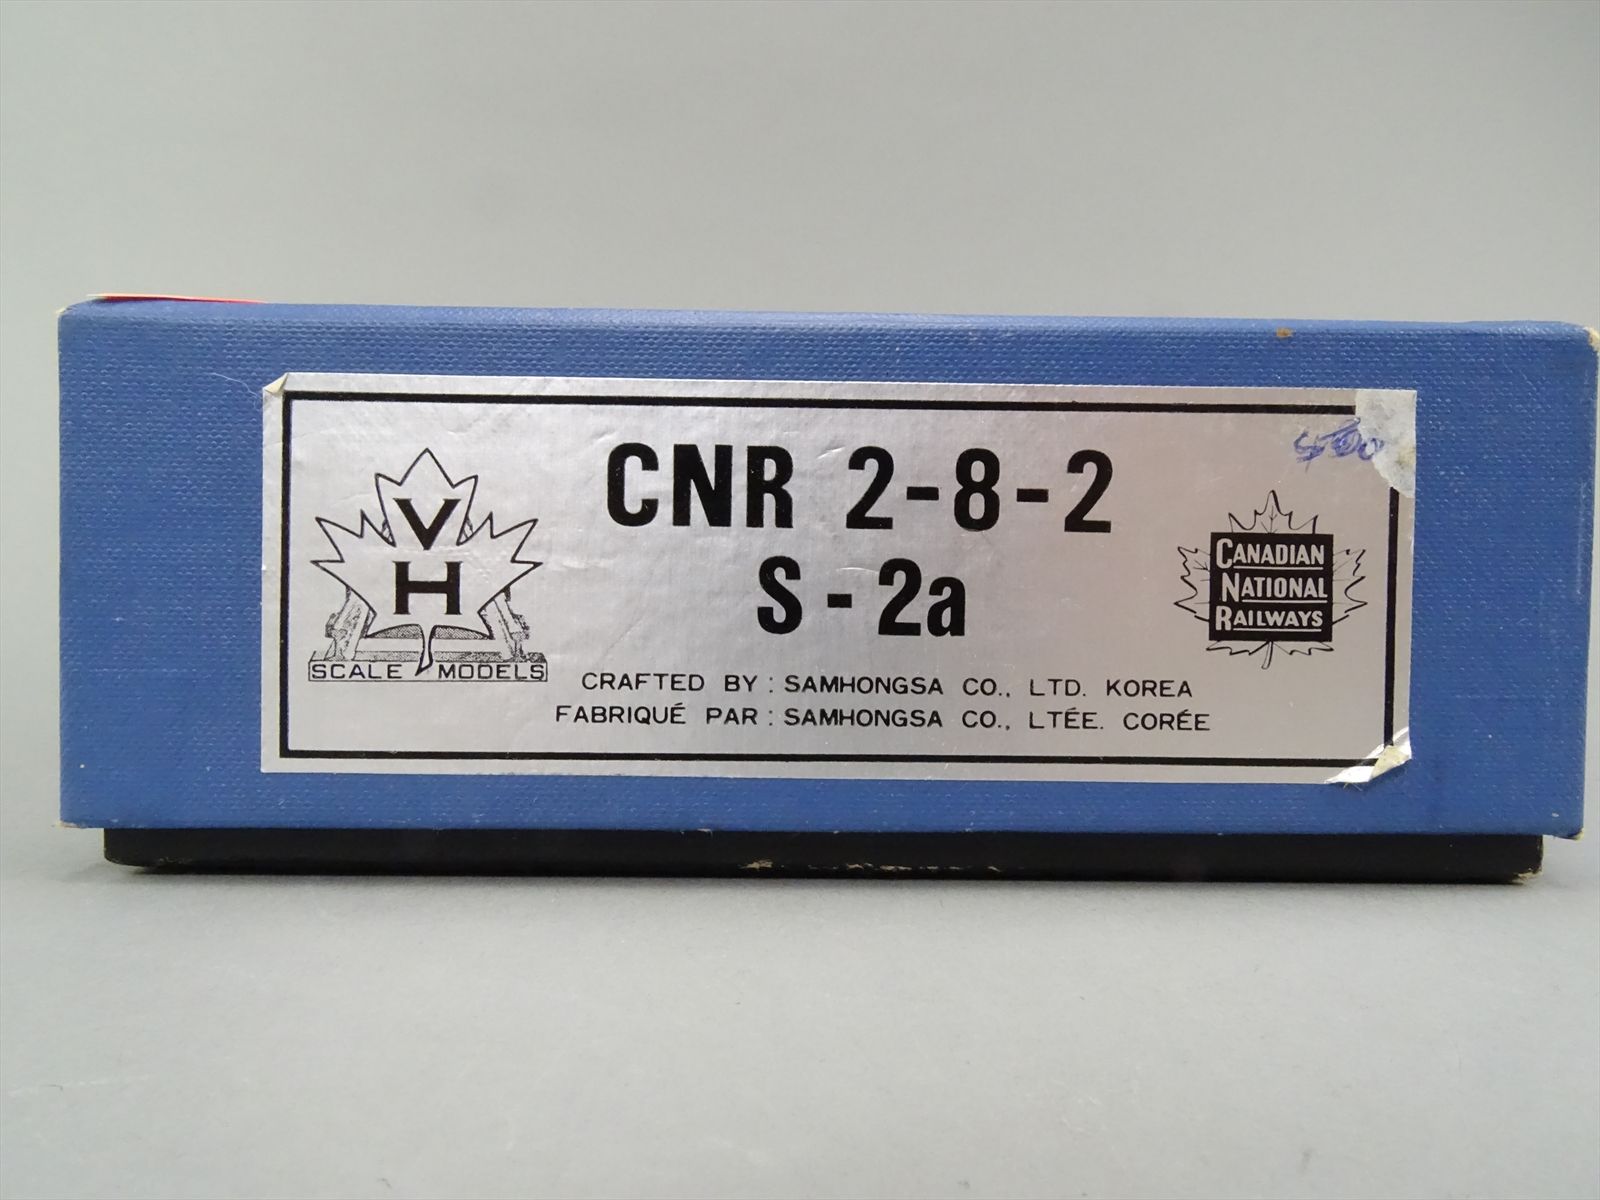 CNR 2-8-2
S-2a
V
H
SCALE MODELS
CANADIAN
NATIONAL
RAILWAYS
CRAFTED BY : SAMHONGSA CO., LTD. KOREA
FABRIQUÉ PAR : SAMHONGSA CO., LTÉE. CORÉE